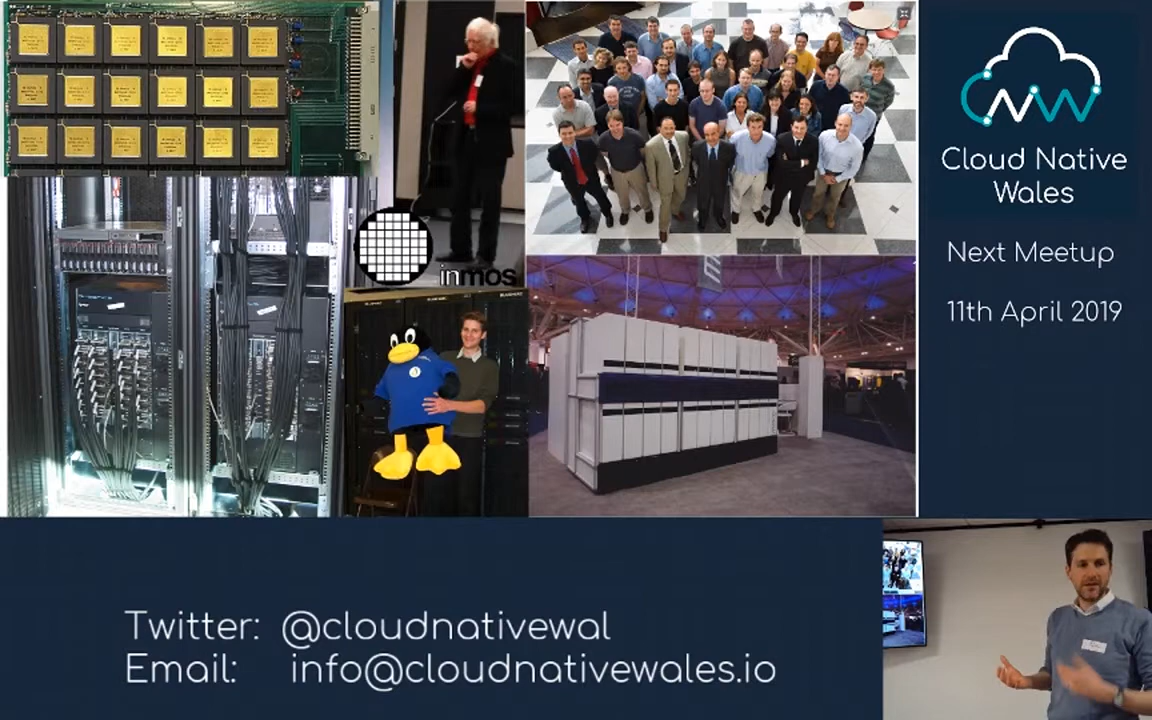 inmos
Cloud Native
Wales
Next Meetup
11th April 2019
Twitter: @cloudnativewal
Email: info@cloudnativewales.io